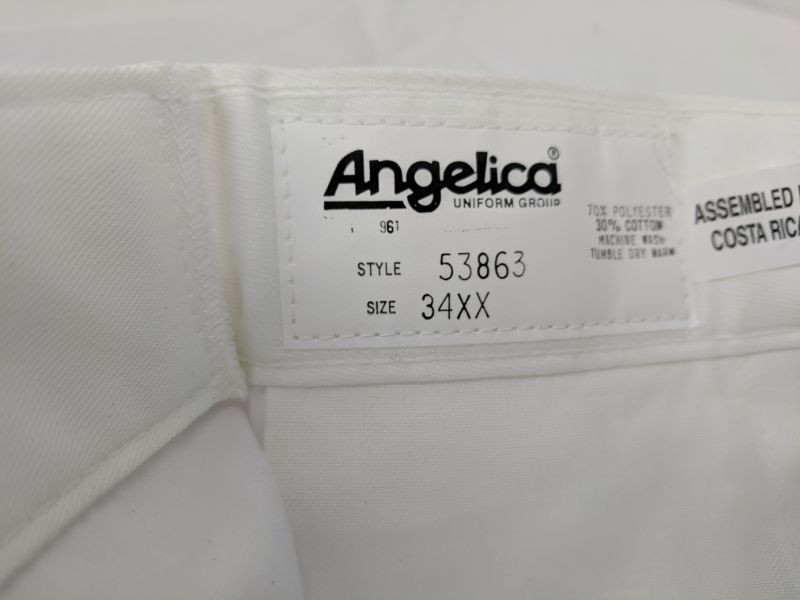 Angelica®
UNIFORM GROUP
961
STYLE 53863
SIZE 34XX
70% POLYESTER
30% COTTON
MACHINE WASH
TUMBLE DRY WARM
ASSEMBLED
COSTA RICA